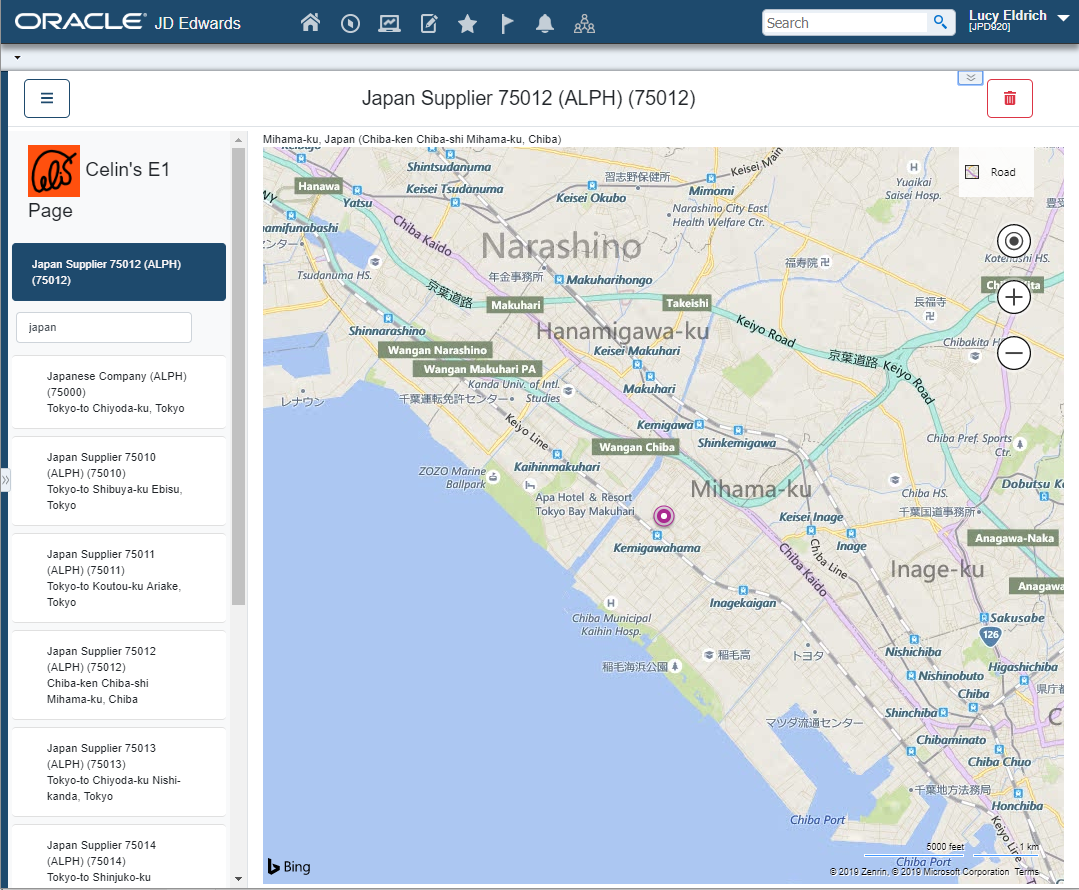 ORACLE JD Edwards
Search
Lucy Eldrich
[JPD920]
Japan Supplier 75012 (ALPH) (75012)
Celin's E1
Page
Japan Supplier 75012 (ALPH)
(75012)
japan
Japanese Company (ALPH)
(75000)
Tokyo-to Chiyoda-ku, Tokyo
Japan Supplier 75010
(ALPH) (75010)
Tokyo-to Shibuya-ku Ebisu,
Tokyo
Japan Supplier 75011
(ALPH) (75011)
Tokyo-to Koutou-ku Ariake,
Tokyo
Japan Supplier 75012
(ALPH) (75012)
Chiba-ken Chiba-shi
Mihama-ku, Chiba
Japan Supplier 75013
(ALPH) (75013)
Tokyo-to Chiyoda-ku Nishi-
kanda, Tokyo
Japan Supplier 75014
(ALPH) (75014)
Tokyo-to Shinjuko-ku
Mihama-ku, Japan (Chiba-ken Chiba-shi Mihama-ku, Chiba)
Keisei Main
Shintsudanuma
H
Yuikai
Saisei Hosp.
Road
Hanawa
Yatsu
Keisei Tsudanuma
習志野保健所
Keisei Okubo
Mimomi
Narashino City East
Health Welfare Ctr.
Chiba Kaido
Narashino
Tsudanuma HS.
年金事務所
福寿院
卍
京葉道路
Makuhari
Makuharihongo
Takeishi
長福寺
卍
Shinnarashino
Hanamigawa-ku
Keiyo Road
Chibakita HS.
Wangan Narashino
Keisei Makuhari
京葉道路
Keiyo Road
Wangan Makuhari PA
Kanda Univ. of Intl.
Studies
Makuhari
レナウン
千葉運転免許センター
Keiyo Line
Kemigawa
Shinkemigawa
Wangan Chiba
Chiba Pref. Sports
Ctr.
Kaihinmakuhari
ZOZO Marine
Ballpark
Mihama-ku
Chiba HS.
千葉国道事務所
Apa Hotel & Resort
Tokyo Bay Makuhari
Keisei Inage
Inage
Anagawa-Naka
Kemigawahama
Chiba Kaido
Chiba Line
Inage-ku
Inagekaigan
H
Chiba Municipal
Kaihin Hosp.
Sakusabe
126
稲毛高
トヨタ
Nishichiba
稲毛海浜公園
Higashichiba
Nishinobuto
Chiba
マツダ流通センター
Shinchiba
Chibaminato
Chiba Chuo
千葉地方法務局
Honchiba
Chiba Port
Keiyo Line
5000 feet
1 km
Chiba Port
Bing
© 2019 Zenrin, © 2019 Microsoft Corporation Terms